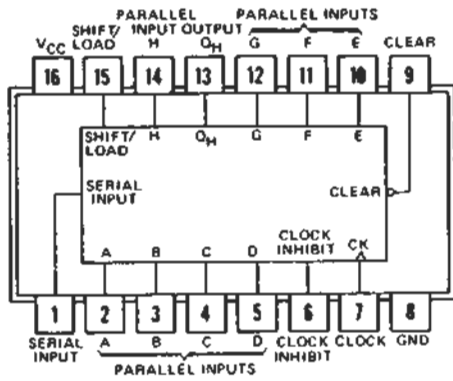 PARALLEL PARALLEL INPUTS
VCC SHIFT/ LOAD INPUT H OUTPUT QH G F E CLEAR
16 15 14 13 12 11 10 9
SHIFT/ LOAD H QH G F E
SERIAL INPUT
CLEAR
CLOCK INHIBIT
A B C D CK
1 2 3 4 5 6 7 8
SERIAL INPUT A B C D CLOCK INHIBIT CLOCK GND
PARALLEL INPUTS